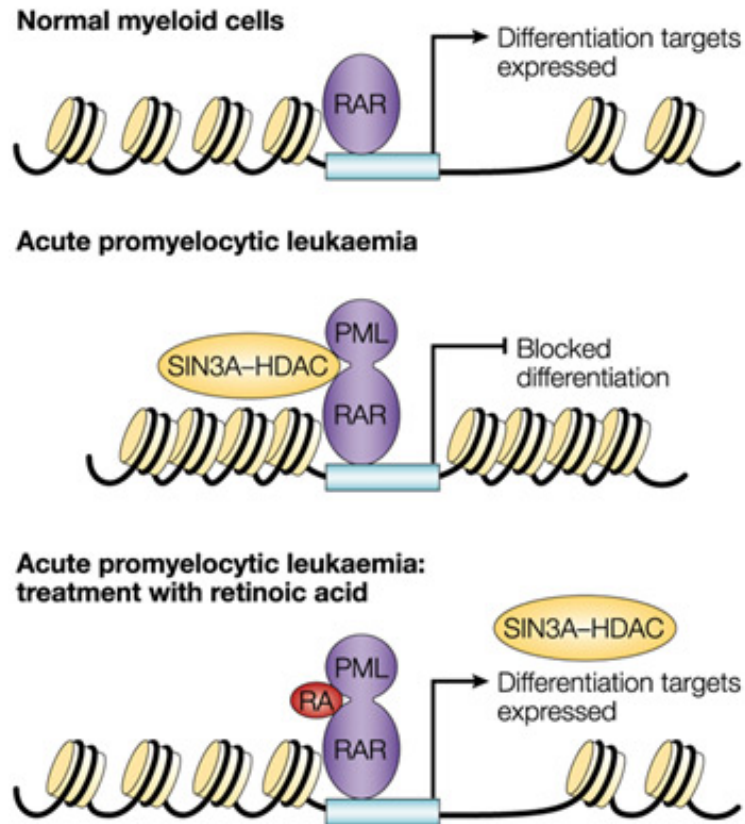 Normal myeloid cells
RAR
Differentiation targets
expressed
Acute promyelocytic leukaemia
PML
SIN3A–HDAC
RAR
Blocked
differentiation
Acute promyelocytic leukaemia:
treatment with retinoic acid
SIN3A–HDAC
PML
RA
RAR
Differentiation targets
expressed